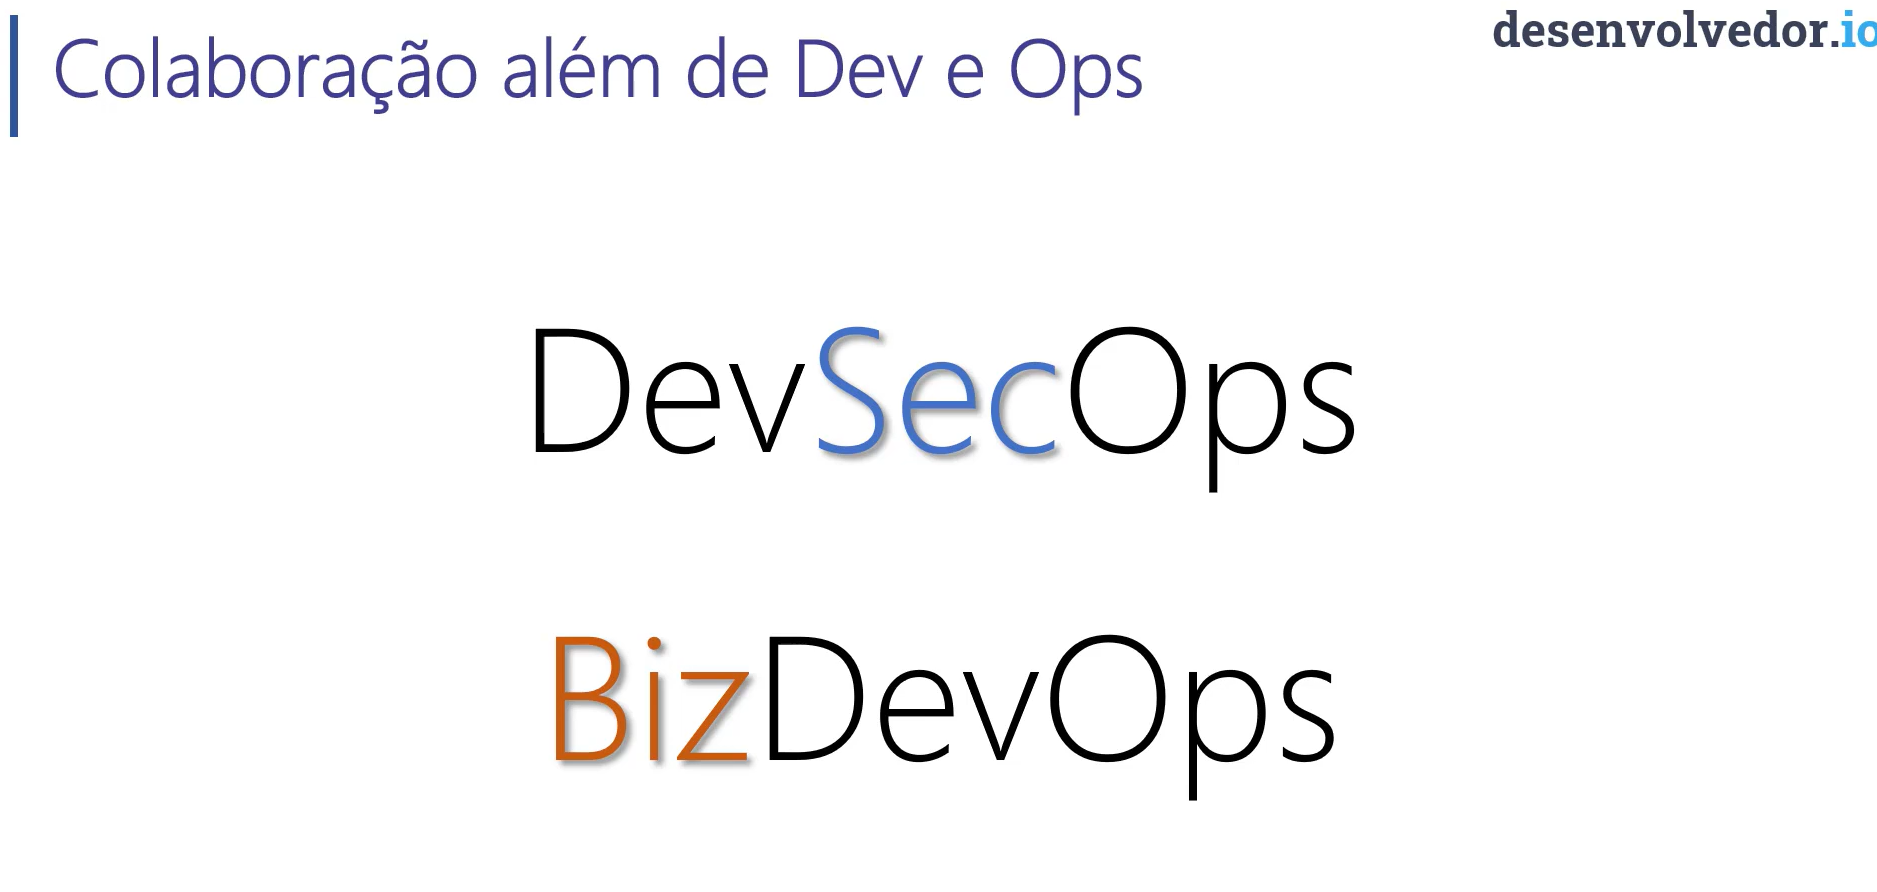 Colaboração além de Dev e Ops
desenvolvedor.io
DevSecOps
BizDevOps